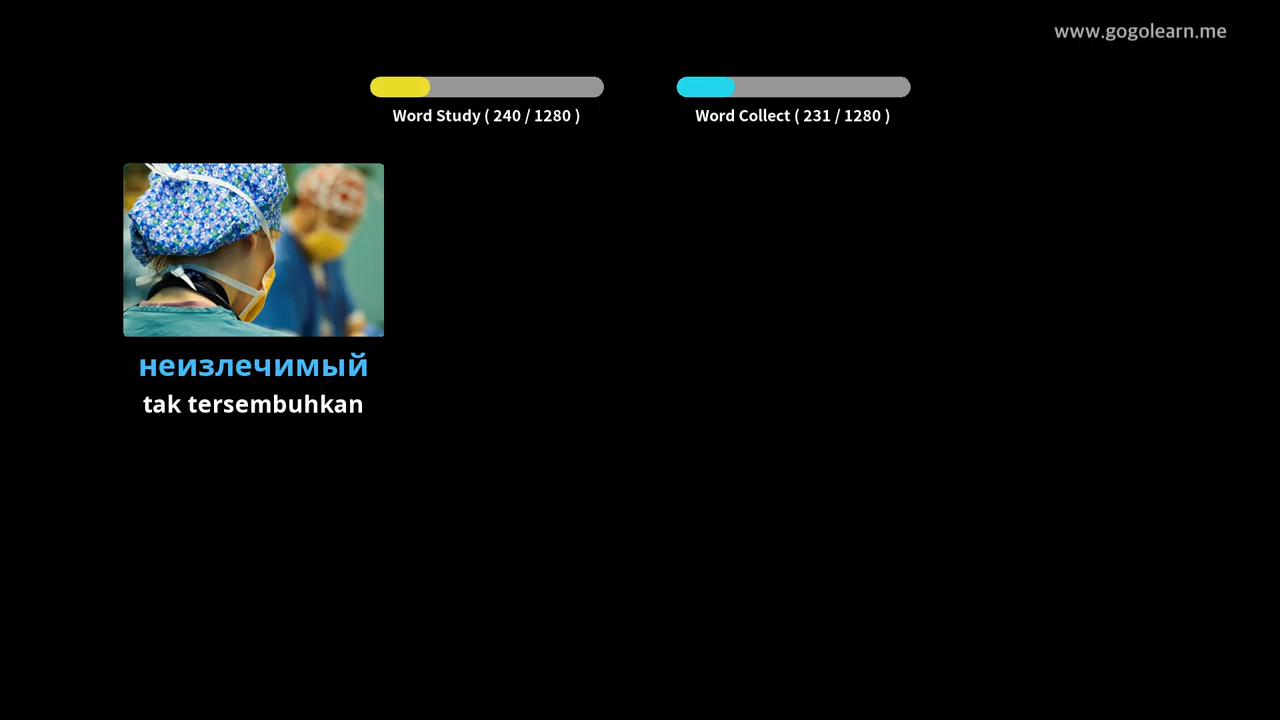 www.gogolearn.me
Word Study ( 240 / 1280 )
Word Collect ( 231 / 1280 )
неизлечимый
tak tersembuhkan